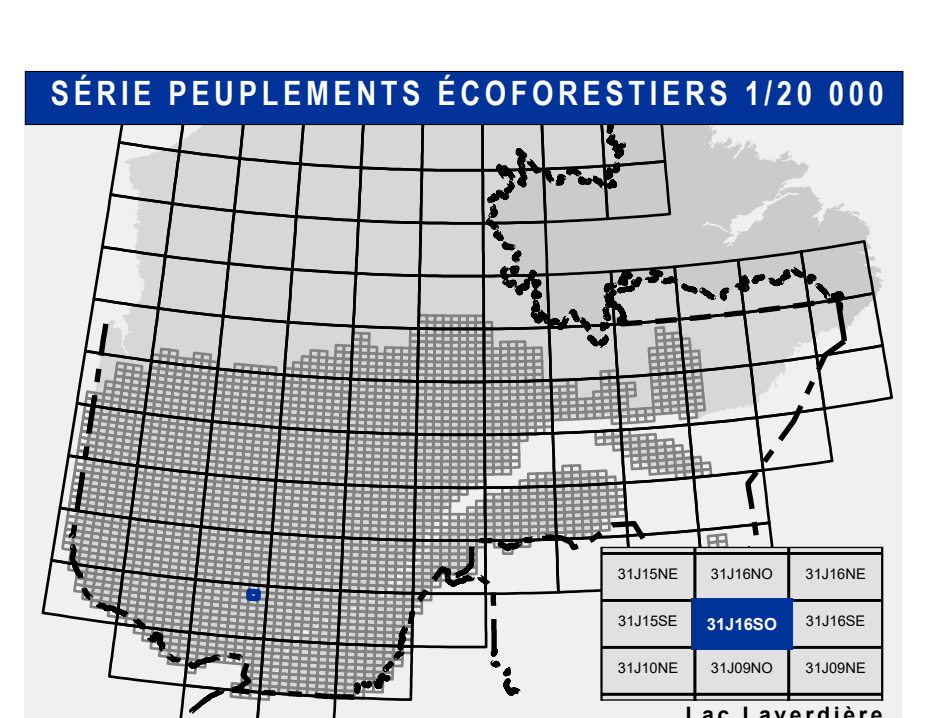 SÉRIE PEUPLEMENTS ÉCOFORESTIERS 1/20 000
31J15NE 31J16NO 31J16NE
31J15SE 31J16SO 31J16SE
31J10NE 31J09NO 31J09NE
Lac Laverdière